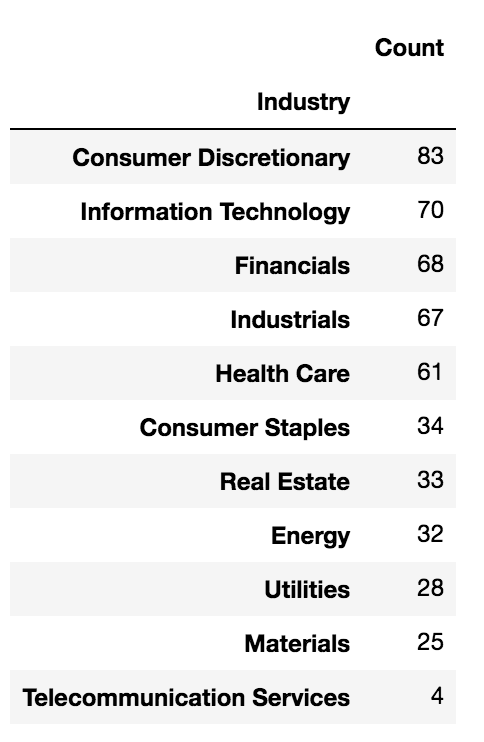 Count
Industry
Consumer Discretionary 83
Information Technology 70
Financials 68
Industrials 67
Health Care 61
Consumer Staples 34
Real Estate 33
Energy 32
Utilities 28
Materials 25
Telecommunication Services 4